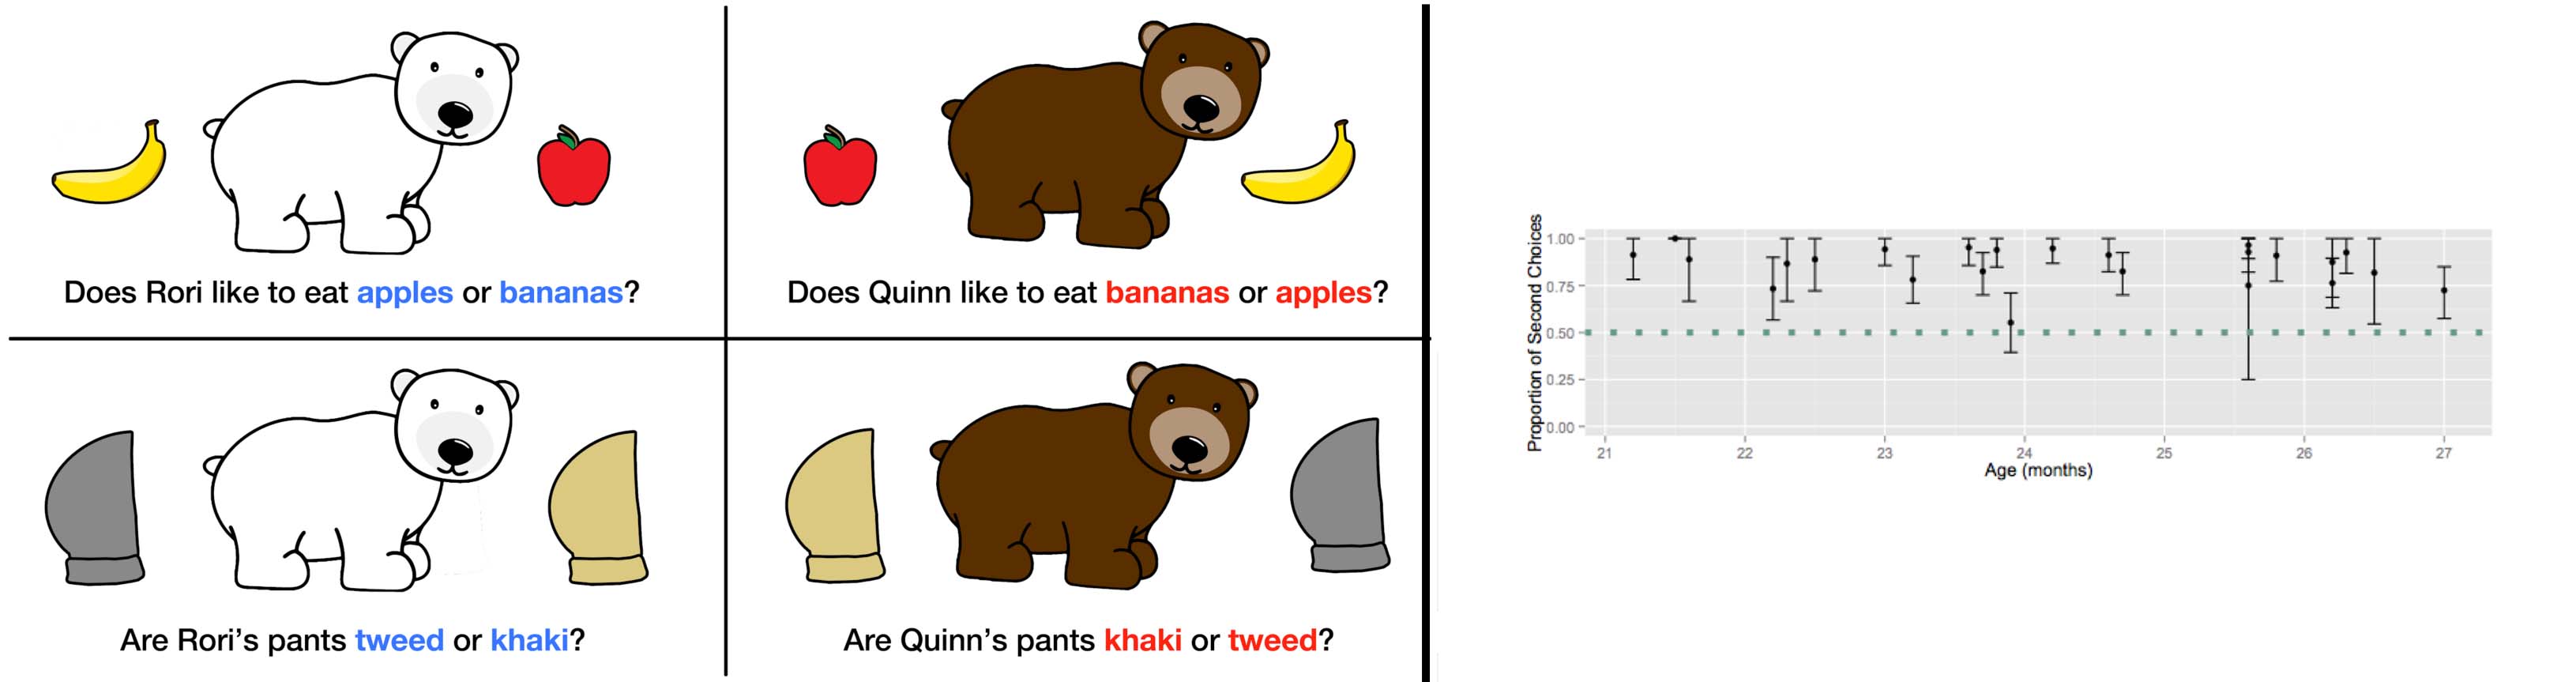 Does Rori like to eat apples or bananas?
Does Quinn like to eat bananas or apples?
Are Rori's pants tweed or khaki?
Are Quinn's pants khaki or tweed?
Proportion of Second Choices
1.00
0.75
0.50
0.25
0.00
21 22 23 24 25 26 27
Age (months)